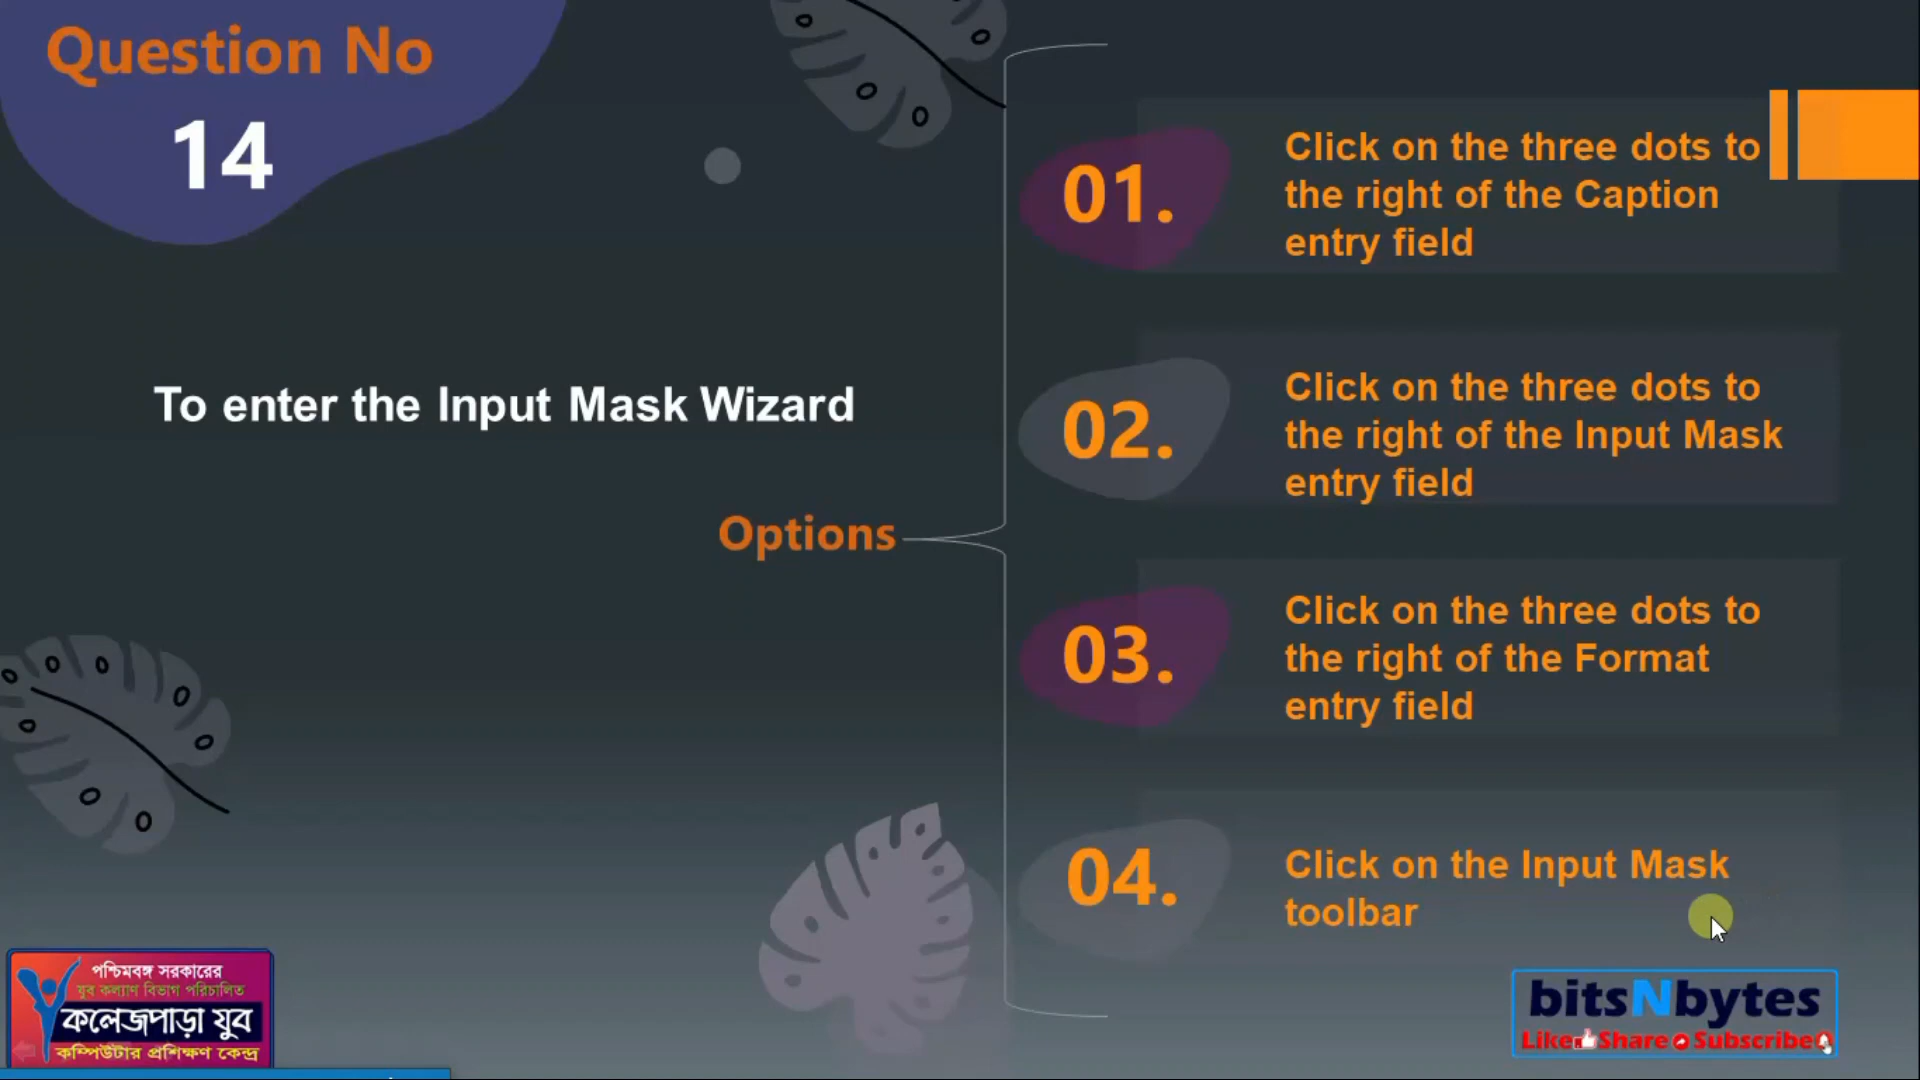 Question No
14
To enter the Input Mask Wizard
Options
01.
Click on the three dots to
the right of the Caption
entry field
02.
Click on the three dots to
the right of the Input Mask
entry field
03.
Click on the three dots to
the right of the Format
entry field
04.
Click on the Input Mask
toolbar
পশ্চিমবঙ্গ সরকারের
যুব কল্যাণ বিভাগ পরিচালিত
কলেজপাড়া যুব
কম্পিউটার প্রশিক্ষণ কেন্দ্র
bitsNbytes
Like Share Subscribe